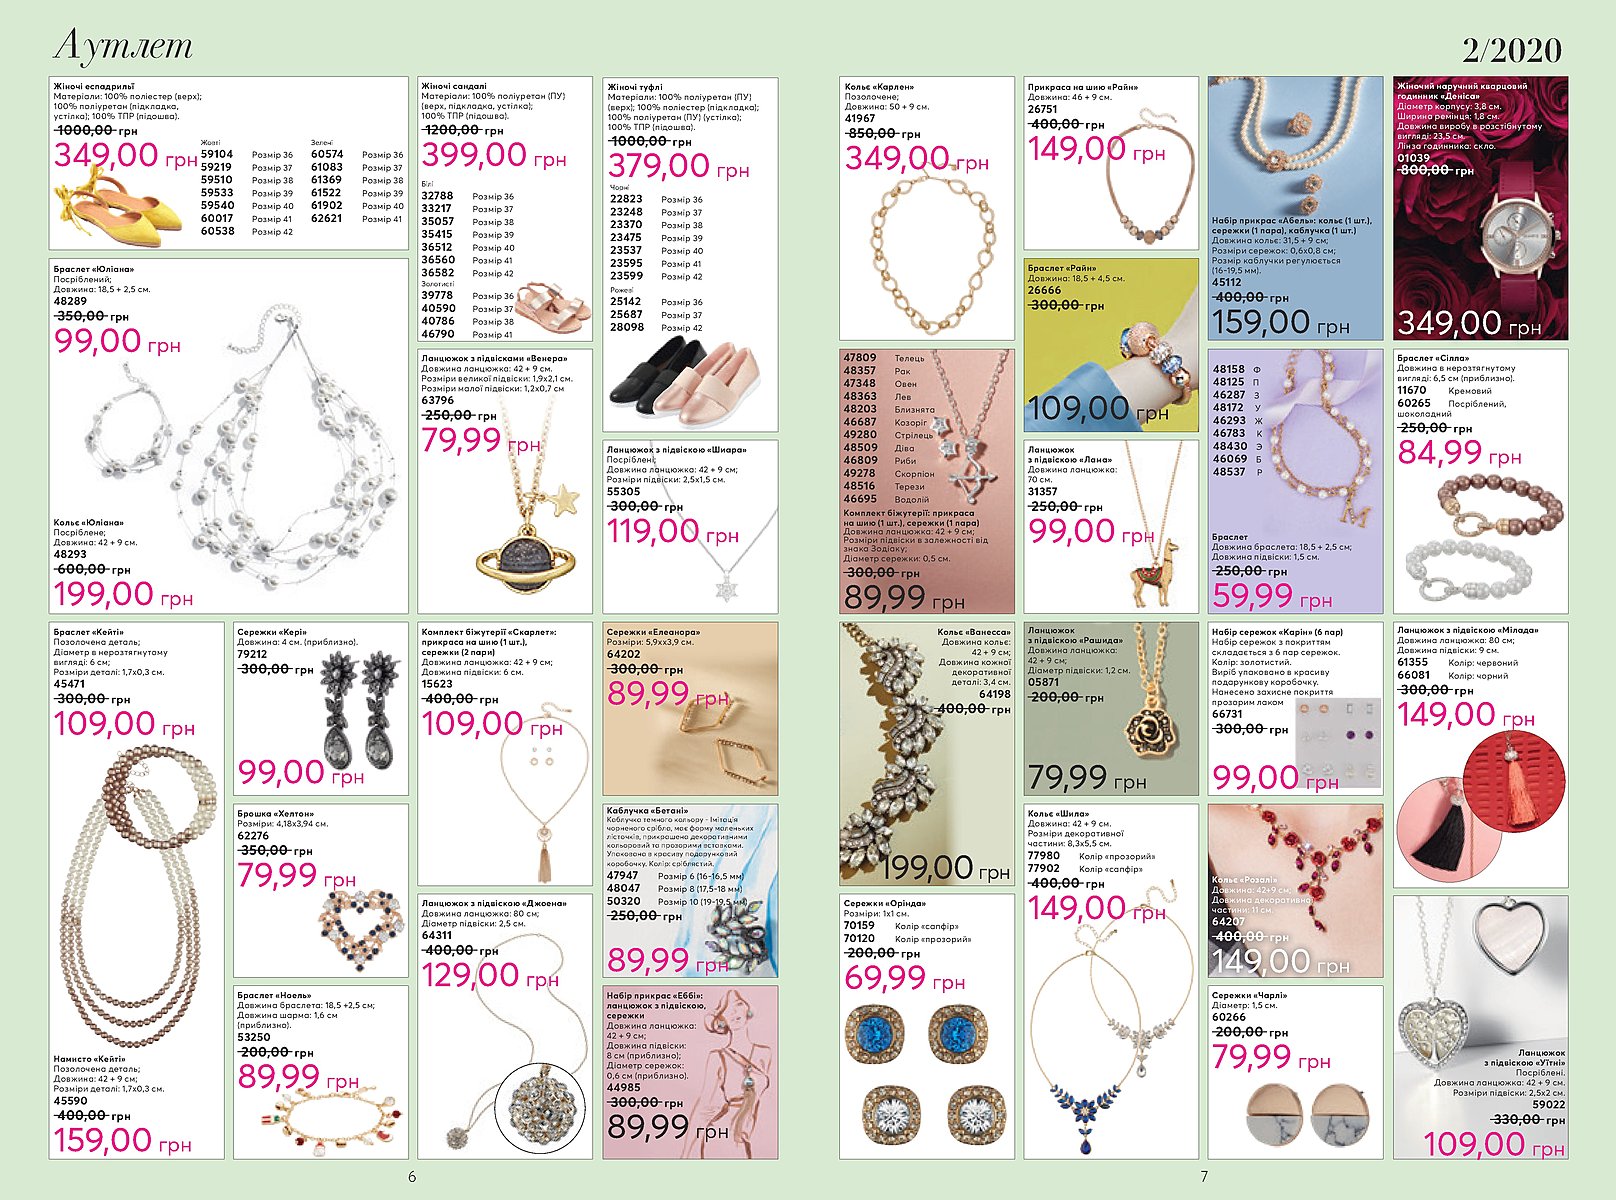 Аутлет
2/2020
Жіночі еспадрильї
Матеріали: 100% поліестер (верх);
100% поліуретан (підкладка,
устілка); 100% ТПР (підошва).
1000,00 грн
349,00 грн
Жовті
59104 Розмір 36
59219 Розмір 37
59510 Розмір 38
59533 Розмір 39
59540 Розмір 40
60017 Розмір 41
60538 Розмір 42
Зелені
60574 Розмір 36
61083 Розмір 37
61369 Розмір 38
61522 Розмір 39
61902 Розмір 40
62621 Розмір 41
Браслет «Юліана»
Посріблений;
Довжина: 18,5 + 2,5 см.
48289
350,00 грн
99,00 грн
Кольє «Юліана»
Посріблене;
Довжина: 42 + 9 см.
48293
600,00 грн
199,00 грн
Жіночі сандалі
Матеріали: 100% поліуретан (ПУ)
(верх, підкладка, устілка);
100% ТПР (підошва).
1200,00 грн
399,00 грн
Білі
32788 Розмір 36
33217 Розмір 37
35057 Розмір 38
35415 Розмір 39
36512 Розмір 40
36560 Розмір 41
36582 Розмір 42
Золотисті
39778 Розмір 36
40590 Розмір 37
40786 Розмір 38
46790 Розмір 41
Жіночі туфлі
Матеріали: 100% поліуретан (ПУ)
(верх); 100% поліестер (підкладка);
100% поліуретан (ПУ) (устілка);
100% ТПР (підошва).
1000,00 грн
379,00 грн
Чорні
22823 Розмір 36
23248 Розмір 37
23370 Розмір 38
23475 Розмір 39
23537 Розмір 40
23595 Розмір 41
23599 Розмір 42
Рожеві
25142 Розмір 36
25687 Розмір 37
28098 Розмір 42
Ланцюжок з підвісками «Венера»
Довжина ланцюжка: 42 + 9 см.
Розміри великої підвіски: 1,9х2,1 см.
Розміри малої підвіски: 1,2х0,7 см
63796
250,00 грн
79,99 грн
Ланцюжок з підвіскою «Шиара»
Посріблені;
Довжина ланцюжка: 42 + 9 см;
Розміри підвіски: 2,5х1,5 см.
55305
300,00 грн
119,00 грн
Браслет «Кейті»
Позолочена деталь;
Діаметр в нерозтягнутому
вигляді: 6 см;
Розміри деталі: 1,7х0,3 см.
45471
300,00 грн
109,00 грн
Намисто «Кейті»
Позолочена деталь;
Довжина: 42 + 9 см;
Розміри деталі: 1,7х0,3 см.
45590
400,00 грн
159,00 грн
Сережки «Кері»
Довжина: 4 см. (приблизно).
79212
300,00 грн
99,00 грн
Брошка «Хелтон»
Розміри: 4,18х3,94 см.
62276
350,00 грн
79,99 грн
Браслет «Ноель»
Довжина браслета: 18,5 +2,5 см;
Довжина шарма: 1,6 см
(приблизно).
53250
200,00 грн
89,99 грн
Комплект біжутерії «Скарлет»:
прикраса на шию (1 шт.),
сережки (2 пари)
Довжина ланцюжка: 42 + 9 см;
Довжина підвіски: 6 см.
15623
400,00 грн
109,00 грн
Ланцюжок з підвіскою «Джоена»
Довжина ланцюжка: 80 см;
Діаметр підвіски: 2,5 см.
64311
400,00 грн
129,00 грн
Сережки «Елеанора»
Розміри: 5,9хх3,9 см.
64202
300,00 грн
89,99 грн
Каблучка «Бетані»
Каблучка темного кольору - імітація
чорненого срібла, має форму маленьких
лісточків, прикрашена декоративними
кольоровий та прозорими вставками.
Упакована в красиву подарунковий
коробочку. Колір: сріблястий.
47947 Розмір 6 (16-16,5 мм)
48047 Розмір 8 (17,5-18 мм)
50320 Розмір 10 (19-19,5 мм)
250,00 грн
89,99 грн
Набір прикрас «Еббі»:
ланцюжок з підвіскою,
сережки
Довжина ланцюжка:
42 + 9 см;
Довжина підвіски:
8 см (приблизно);
Діаметр сережок:
0,6 см (приблизно).
44985
300,00 грн
89,99 грн
6
Кольє «Карлен»
Позолочене;
Довжина: 50 + 9 см.
41967
850,00 грн
349,00 грн
Прикраса на шию «Райн»
Довжина: 46 + 9 см.
26751
400,00 грн
149,00 грн
Браслет «Райн»
Довжина: 18,5 + 4,5 см.
26666
300,00 грн
109,00 грн
Набір прикрас «Абель»: кольє (1 шт.),
сережки (1 пара), каблучка (1 шт.)
Довжина кольє: 31,5 + 9 см;
Розміри сережок: 0,6х0,8 см;
Розмір каблучки регулюється
(16-19,5 мм).
45112
400,00 грн
159,00 грн
Жіночий наручний кварцовий
годинник «Деніса»
Діаметр корпусу: 3,8 см.
Ширина ремінця: 1,8 см.
Довжина виробу в розстібнутому
вигляді: 23,5 см.
Лінза годинника: скло.
01039
800,00 грн
349,00 грн
47809 Телець
48357 Рак
47348 Овен
48363 Лев
48203 Близнята
46687 Козоріг
49280 Стрілець
48509 Діва
46809 Риби
49278 Скорпіон
48516 Терези
46695 Водолій
Комплект біжутерії: прикраса
на шию (1 шт.), сережки (1 пара)
Довжина ланцюжка: 42 + 9 см;
Розміри підвіски в залежності від
знака Зодіаку;
Діаметр сережки: 0,5 см.
300,00 грн
89,99 грн
Ланцюжок
з підвіскою «Лана»
Довжина ланцюжка:
70 см.
31357
250,00 грн
99,00 грн
48158 Ф
48125 П
46287 З
48172 У
46293 Ж
46783 К
48430 Э
46069 Б
48537 Р
Браслет
Довжина браслета: 18,5 + 2,5 см;
Довжина підвіски: 1,5 см.
250,00 грн
59,99 грн
Браслет «Сілла»
Довжина в нерозтягнутому
вигляді: 6,5 см (приблизно).
11670 Кремовий
60265 Посріблений,
шоколадний
250,00 грн
84,99 грн
Кольє «Ванесса»
Довжина кольє:
42 + 9 см;
Довжина кожної
декоративної
деталі: 3,4 см.
64198
400,00 грн
199,00 грн
Ланцюжок
з підвіскою «Рашида»
Довжина ланцюжка:
42 + 9 см;
Діаметр підвіски: 1,2 см.
05871
200,00 грн
79,99 грн
Набір сережок «Карін» (6 пар)
Набір сережок з покриттям
складається з 6 пар сережок.
Колір: золотистий.
Виріб упаковано в красиву
подарункову коробочку.
Нанесено захисне покриття
прозорим лаком
66731
300,00 грн
99,00 грн
Ланцюжок з підвіскою «Мілада»
Довжина ланцюжка: 80 см;
Довжина підвіски: 9 см.
61355 Колір: червоний
66081 Колір: чорний
300,00 грн
149,00 грн
Сережки «Орінда»
Розміри: 1х1 см.
70159 Колір «сапфір»
70120 Колір «прозорий»
200,00 грн
69,99 грн
Кольє «Шила»
Довжина: 42 + 9 см.
Розміри декоративної
частини: 8,3х5,5 см.
77980 Колір «прозорий»
77902 Колір «сапфір»
400,00 грн
149,00 грн
Кольє «Розалі»
Довжина: 42+9 см;
Довжина декоративної
частини: 11 см.
64207
400,00 грн
149,00 грн
Сережки «Чарлі»
Діаметр: 1,5 см.
60266
200,00 грн
79,99 грн
Ланцюжок
з підвіскою «Уїтні»
Посріблені.
Довжина ланцюжка: 42 + 9 см.
Розміри підвіски: 2,5х2 см.
59022
330,00 грн
109,00 грн
7